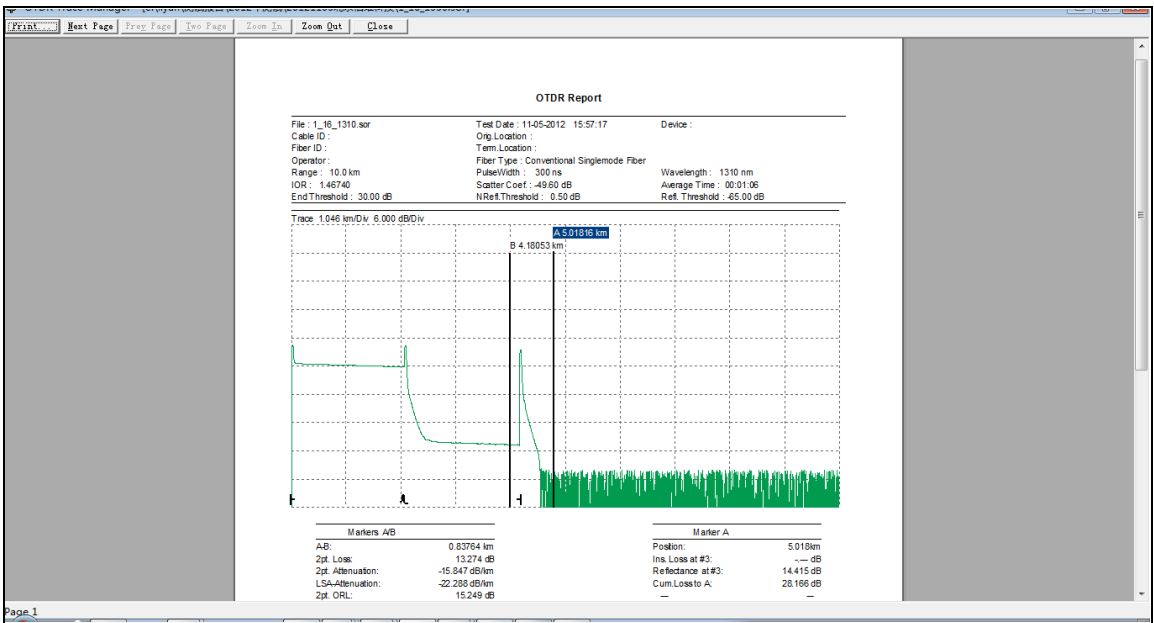 Print... Next Page Prev Page Two Page Zoom In Zoom Out Close
OTDR Report
File : 1_16_1310.sor Test Date : 11-05-2012 15:57:17 Device :
Cable ID : Orig.Location :
Fiber ID : Term.Location :
Operator : Fiber Type : Conventional Singlemode Fiber
Range : 10.0 km PulseWidth : 300 ns Wavelength : 1310 nm
IOR : 1.46740 Scatter Coef. : -49.60 dB Average Time : 00:01:06
End Threshold : 30.00 dB NRefl.Threshold : 0.50 dB Refl. Threshold : -65.00 dB
Trace 1.046 km/Div 6.000 dB/Div
A 5.01816 km
B 4.18053 km
Markers A/B Marker A
A-B: 0.83764 km Position: 5.018km
2pt. Loss: 13.274 dB Ins. Loss at #3: -.-- dB
2pt. Attenuation: -15.847 dB/km Reflectance at #3: 14.415 dB
LSA-Attenuation: -22.288 dB/km Cum.Loss to A: 28.166 dB
2pt. ORL: 15.249 dB -- --
Page 1